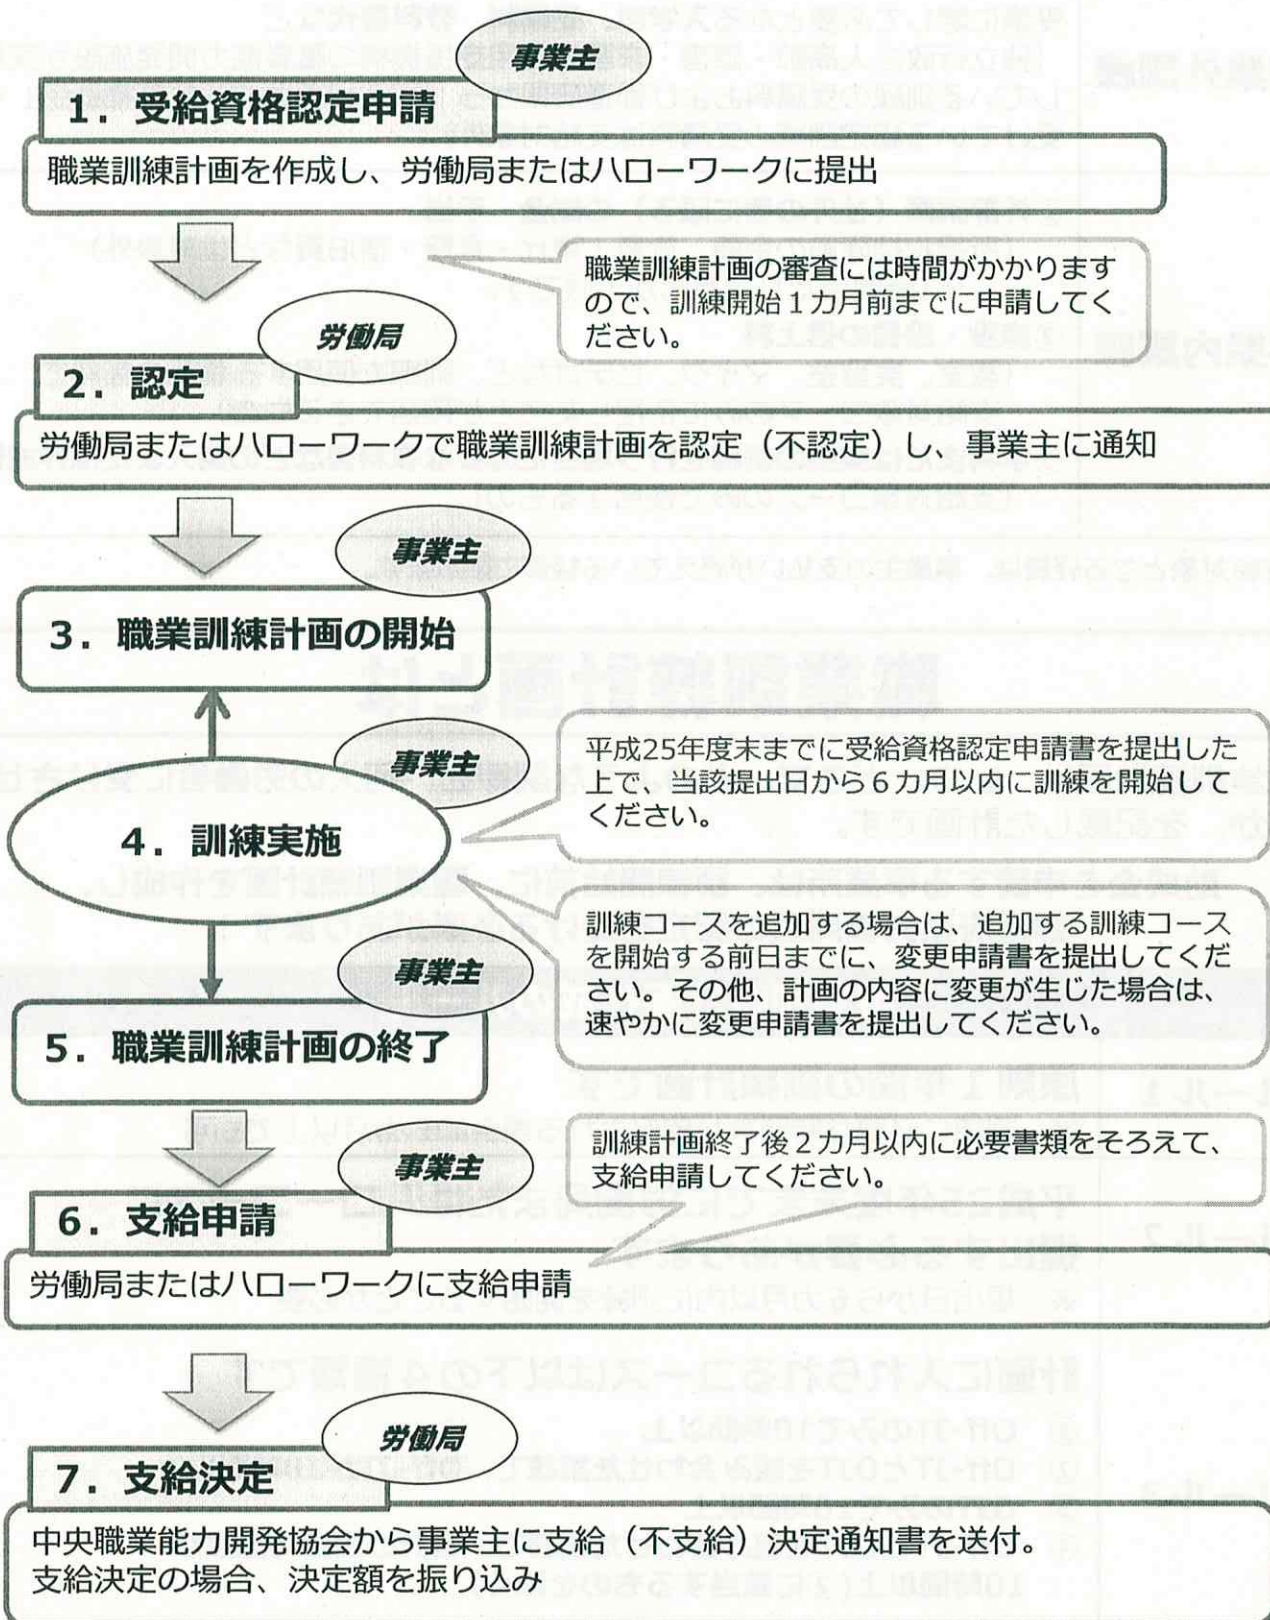 事業主
1．受給資格認定申請
職業訓練計画を作成し、労働局またはハローワークに提出
職業訓練計画の審査には時間がかかります
ので、訓練開始１カ月前までに申請してく
ださい。
労働局
2．認定
労働局またはハローワークで職業訓練計画を認定（不認定）し、事業主に通知
事業主
3．職業訓練計画の開始
事業主
4．訓練実施
平成25年度末までに受給資格認定申請書を提出した
上で、当該提出日から６カ月以内に訓練を開始して
ください。
訓練コースを追加する場合は、追加する訓練コース
を開始する前日までに、変更申請書を提出してくだ
さい。その他、計画の内容に変更が生じた場合は、
速やかに変更申請書を提出してください。
事業主
5．職業訓練計画の終了
訓練計画終了後２カ月以内に必要書類をそろえて、
支給申請してください。
事業主
6．支給申請
労働局またはハローワークに支給申請
労働局
7．支給決定
中央職業能力開発協会から事業主に支給（不支給）決定通知書を送付。
支給決定の場合、決定額を振り込み